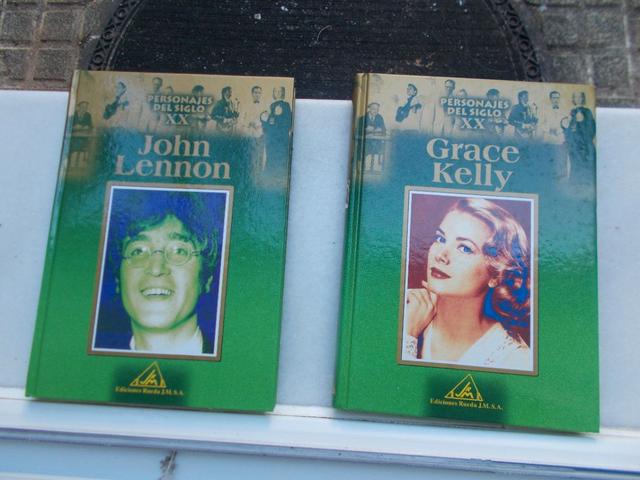 PERSONAJES
DEL SIGLO
XX
John
Lennon
Ediciones Rueda J.M. S.A.
PERSONAJES
DEL SIGLO
XX
Grace
Kelly
Ediciones Rueda J.M. S.A.